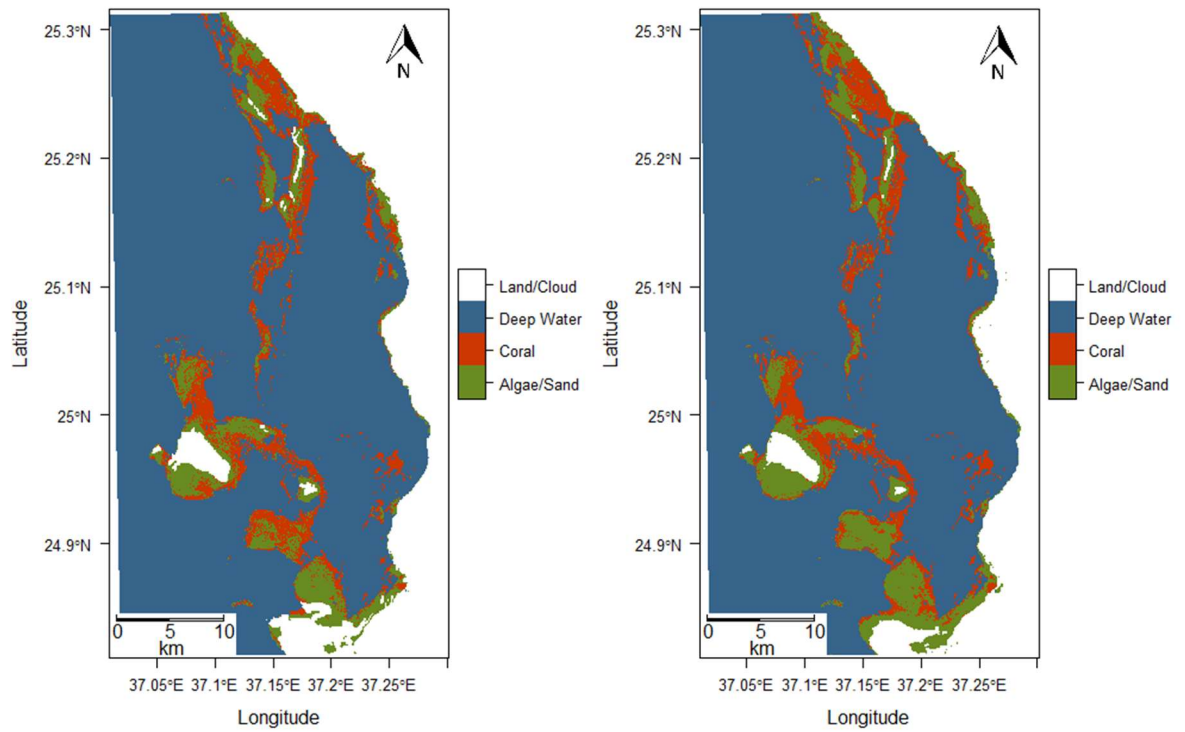 25.3°N
25.2°N
25.1°N
25°N
24.9°N
Latitude
N
Land/Cloud
Deep Water
Coral
Algae/Sand
0 5 10
km
37.05°E 37.1°E 37.15°E 37.2°E 37.25°E
Longitude
25.3°N
25.2°N
25.1°N
25°N
24.9°N
Latitude
N
Land/Cloud
Deep Water
Coral
Algae/Sand
0 5 10
km
37.05°E 37.1°E 37.15°E 37.2°E 37.25°E
Longitude